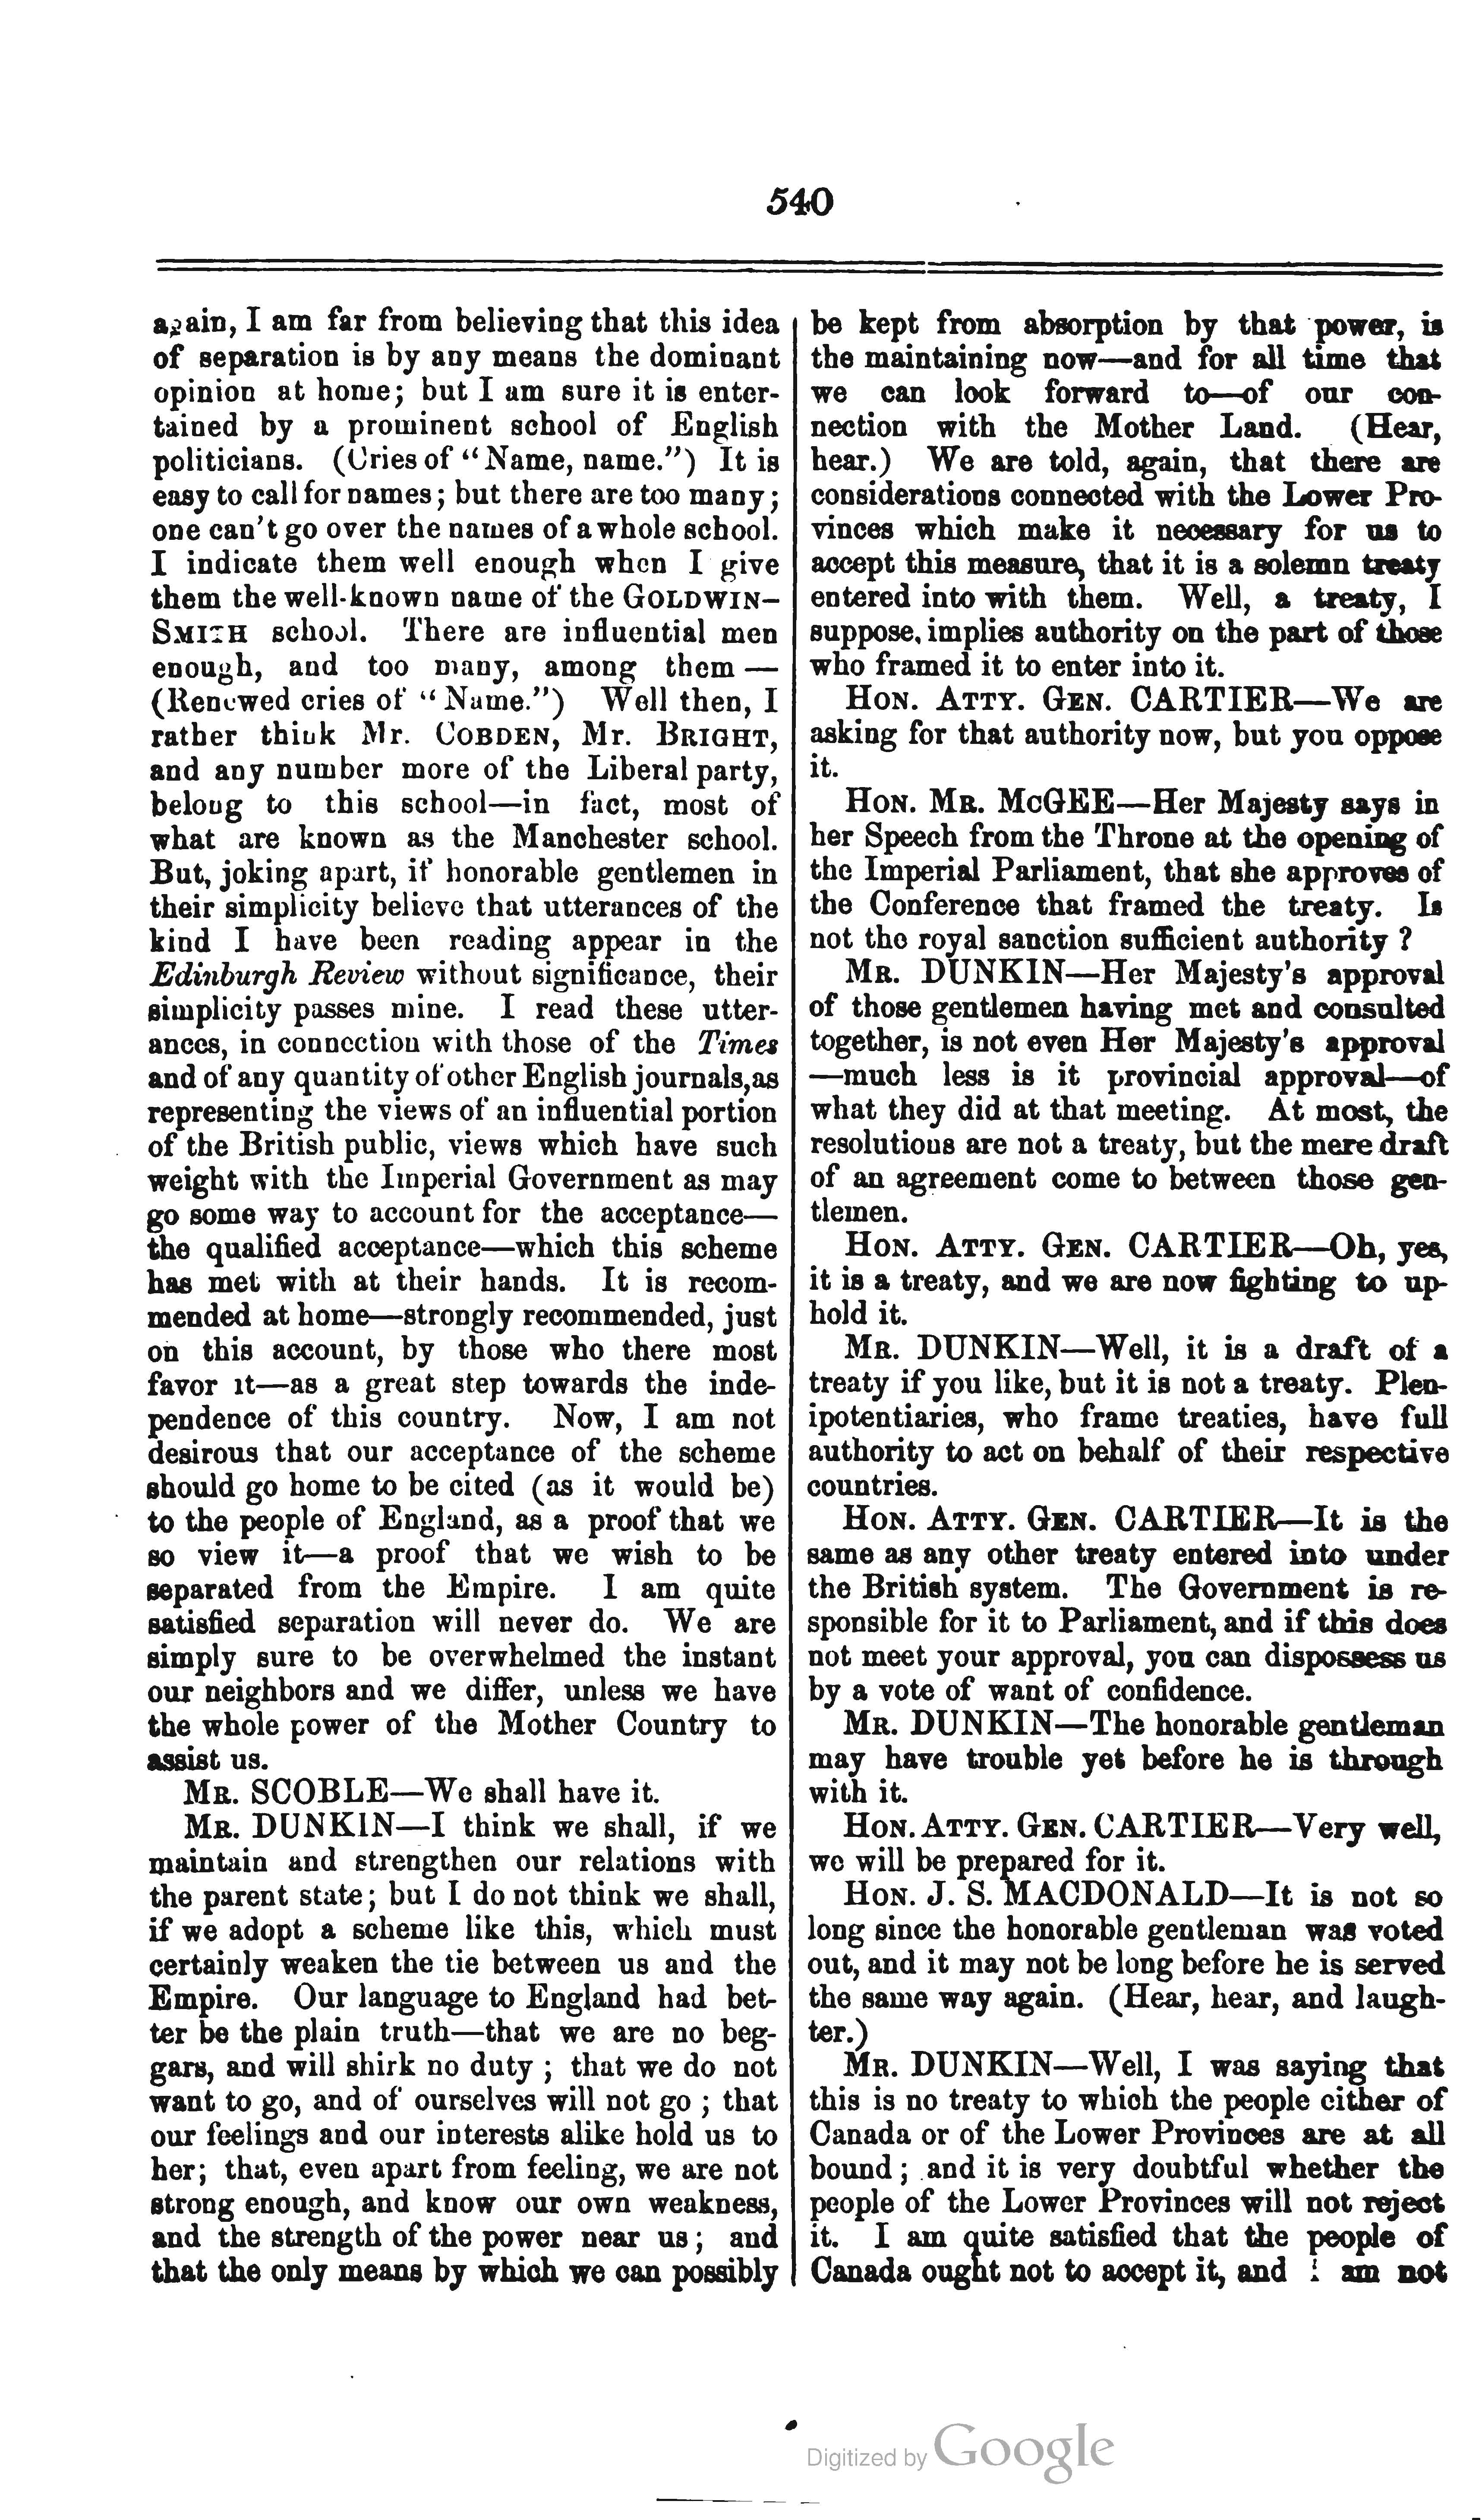 540
again, I am far from believing that this idea
of separation is by any means the dominant
opinion at home; but I am sure it is enter-
tained by a prominent school of English
politicians. (Cries of "Name, name.") It is
easy to call for names; but there are too many;
one can't go over the names of a whole school.
I indicate them well enough when I give
them the well-known name of the GOLDWIN-
SMITH school. There are influential men
enough, and too many, among them—
(Renewed cries of "Name.") Well then, I
rather think Mr. COBDEN, Mr. BRIGHT,
and any number more of the Liberal party,
belong to this school—in fact, most of
what are known as the Manchester school.
But, joking apart, if honorable gentlemen in
their simplicity believe that utterances of the
kind I have been reading appear in the
Edinburgh Review without significance, their
simplicity passes mine. I read these utter-
ances, in connection with those of the Times
and of any quantity of other English journals, as
representing the views of an influential portion
of the British public, views which have such
weight with the Imperial Government as may
go some way to account for the acceptance—
the qualified acceptance—which this scheme
has met with at their hands. It is recom-
mended at home—strongly recommended, just
on this account, by those who there most
favor it—as a great step towards the inde-
pendence of this country. Now, I am not
desirous that our acceptance of the scheme
should go home to be cited (as it would be)
to the people of England, as a proof that we
so view it—a proof that we wish to be
separated from the Empire. I am quite
satisfied separation will never do. We are
simply sure to be overwhelmed the instant
our neighbors and we differ, unless we have
the whole power of the Mother Country to
assist us.
MR. SCOBLE—We shall have it.
MR. DUNKIN—I think we shall, if we
maintain and strengthen our relations with
the parent state; but I do not think we shall,
if we adopt a scheme like this, which must
certainly weaken the tie between us and the
Empire. Our language to England had bet-
ter be the plain truth—that we are no beg-
gars, and will shirk no duty; that we do not
want to go, and of ourselves will not go; that
our feelings and our interests alike hold us to
her; that, even apart from feeling, we are not
strong enough, and know our own weakness,
and the strength of the power near us; and
that the only means by which we can possibly
be kept from absorption by that power, is
the maintaining now—and for all time that
we can look forward to—of our con-
nection with the Mother Land. (Hear,
hear.) We are told, again, that there are
considerations connected with the Lower Pro-
vinces which make it necessary for us to
accept this measure, that it is a solemn treaty
entered into with them. Well, a treaty, I
suppose, implies authority on the part of those
who framed it to enter into it.
HON. ATTY. GEN. CARTIER—We are
asking for that authority now, but you oppose
it.
HON. MR. MCGEE—Her Majesty says in
her Speech from the Throne at the opening of
the Imperial Parliament, that she approves of
the Conference that framed the treaty. Is
not the royal sanction sufficient authority?
MR. DUNKIN—Her Majesty's approval
of those gentlemen having met and consulted
together, is not even Her Majesty's approval
—much less is it provincial approval—of
what they did at that meeting. At most, the
resolutions are not a treaty, but the mere draft
of an agreement come to between those gen-
tlemen.
HON. ATTY. GEN. CARTIER—Oh, yes,
it is a treaty, and we are now fighting to up-
hold it.
MR. DUNKIN—Well, it is a draft of a
treaty if you like, but it is not a treaty. Plen-
ipotentiaries, who frame treaties, have full
authority to act on behalf of their respective
countries.
HON. ATTY. GEN. CARTIER—It is the
same as any other treaty entered into under
the British system. The Government is re-
sponsible for it to Parliament, and if this does
not meet your approval, you can dispossess us
by a vote of want of confidence.
MR. DUNKIN—The honorable gentleman
may have trouble yet before he is through
with it.
HON. ATTY. GEN. CARTIER—Very well,
we will be prepared for it.
HON. J. S. MACDONALD—It is not so
long since the honorable gentleman was voted
out, and it may not be long before he is served
the same way again. (Hear, hear, and laugh-
ter.)
MR. DUNKIN—Well, I was saying that
this is no treaty to which the people either of
Canada or of the Lower Provinces are at all
bound; and it is very doubtful whether the
people of the Lower Provinces will not reject
it. I am quite satisfied that the people of
Canada ought not to accept it, and I am not
Digitized by Google